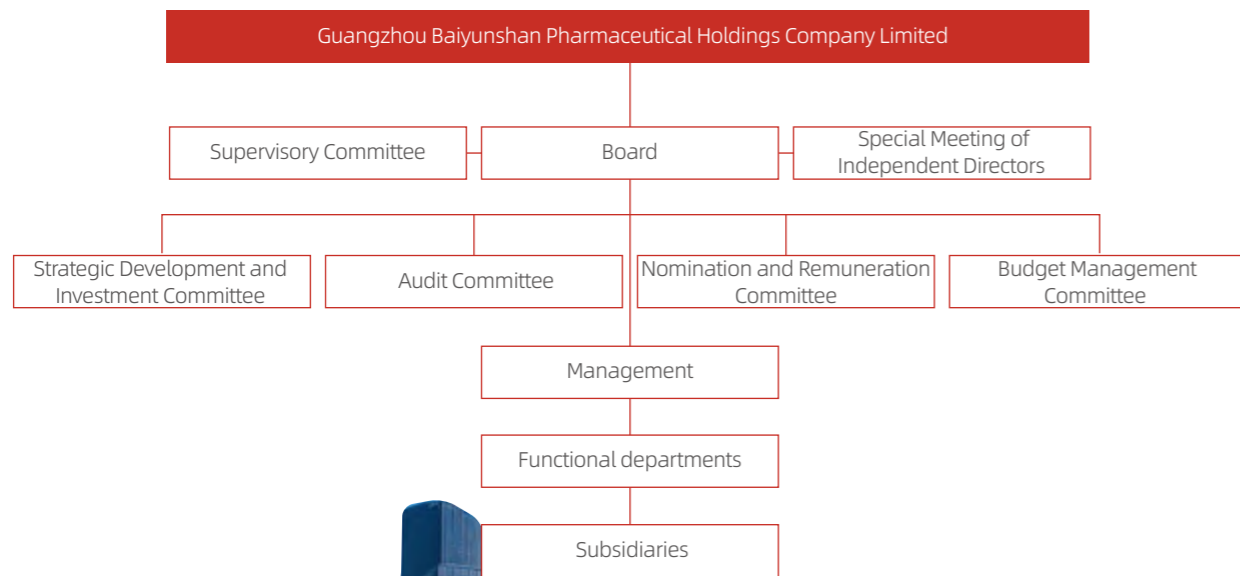 Guangzhou Baiyunshan Pharmaceutical Holdings Company Limited
Supervisory Committee
Board
Special Meeting of
Independent Directors
Strategic Development and
Investment Committee
Audit Committee
Nomination and Remuneration
Committee
Budget Management
Committee
Management
Functional departments
Subsidiaries